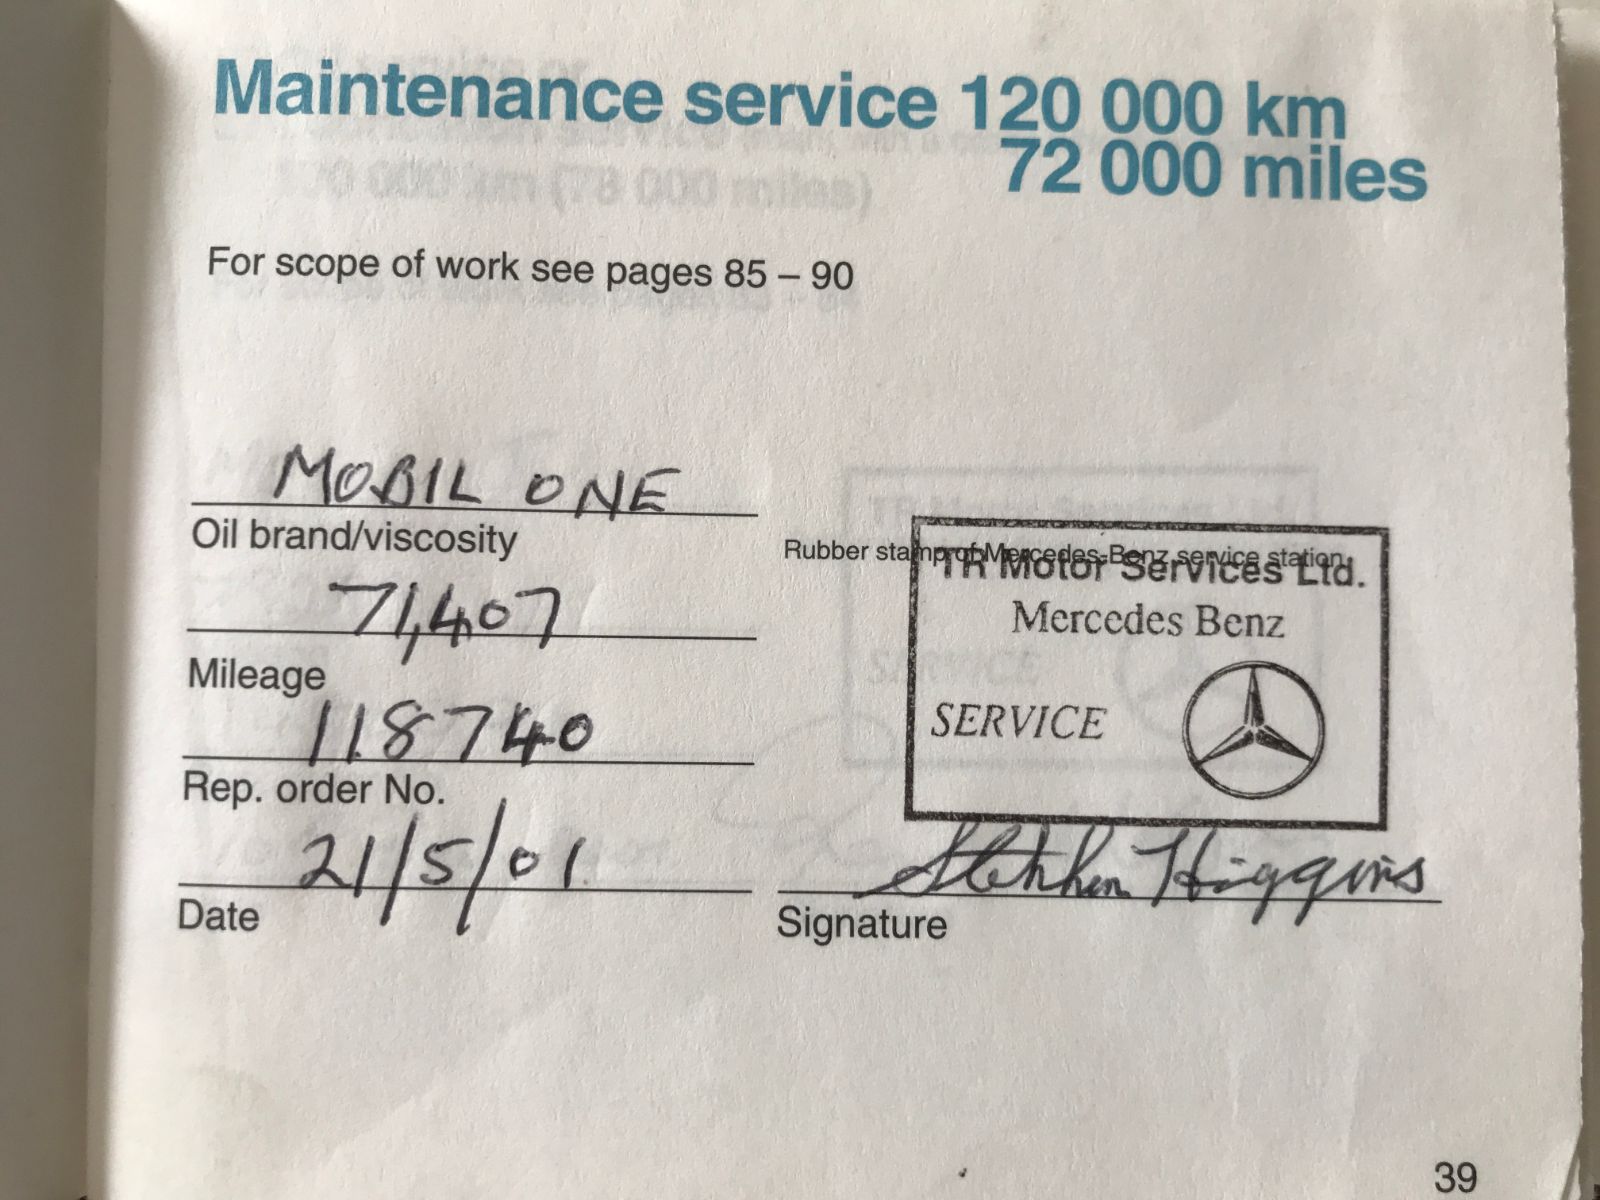 Maintenance service 120 000 km
72 000 miles
For scope of work see pages 85 – 90
MOBIL ONE
Oil brand/viscosity
Rubber stamp of Mercedes-Benz service station
TR Motor Services Ltd.
Mercedes Benz
SERVICE
71,407
Mileage
118740
Rep. order No.
21/5/01
Date
Stephen Higgins
Signature
39